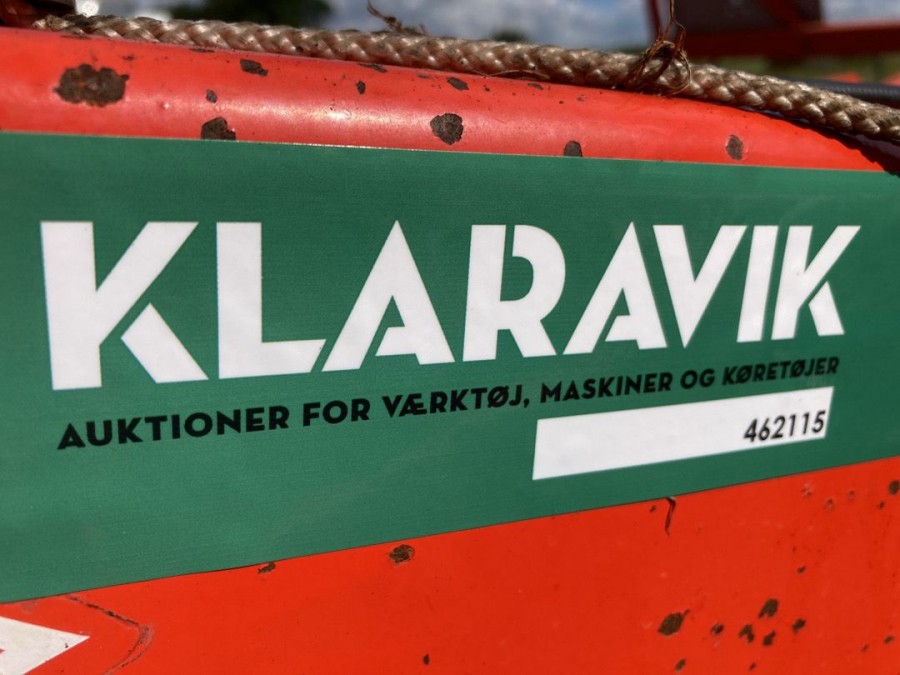 KLARAVIK
AUKTIONER FOR VÆRKTØJ, MASKINER OG KØRETØJER
462115